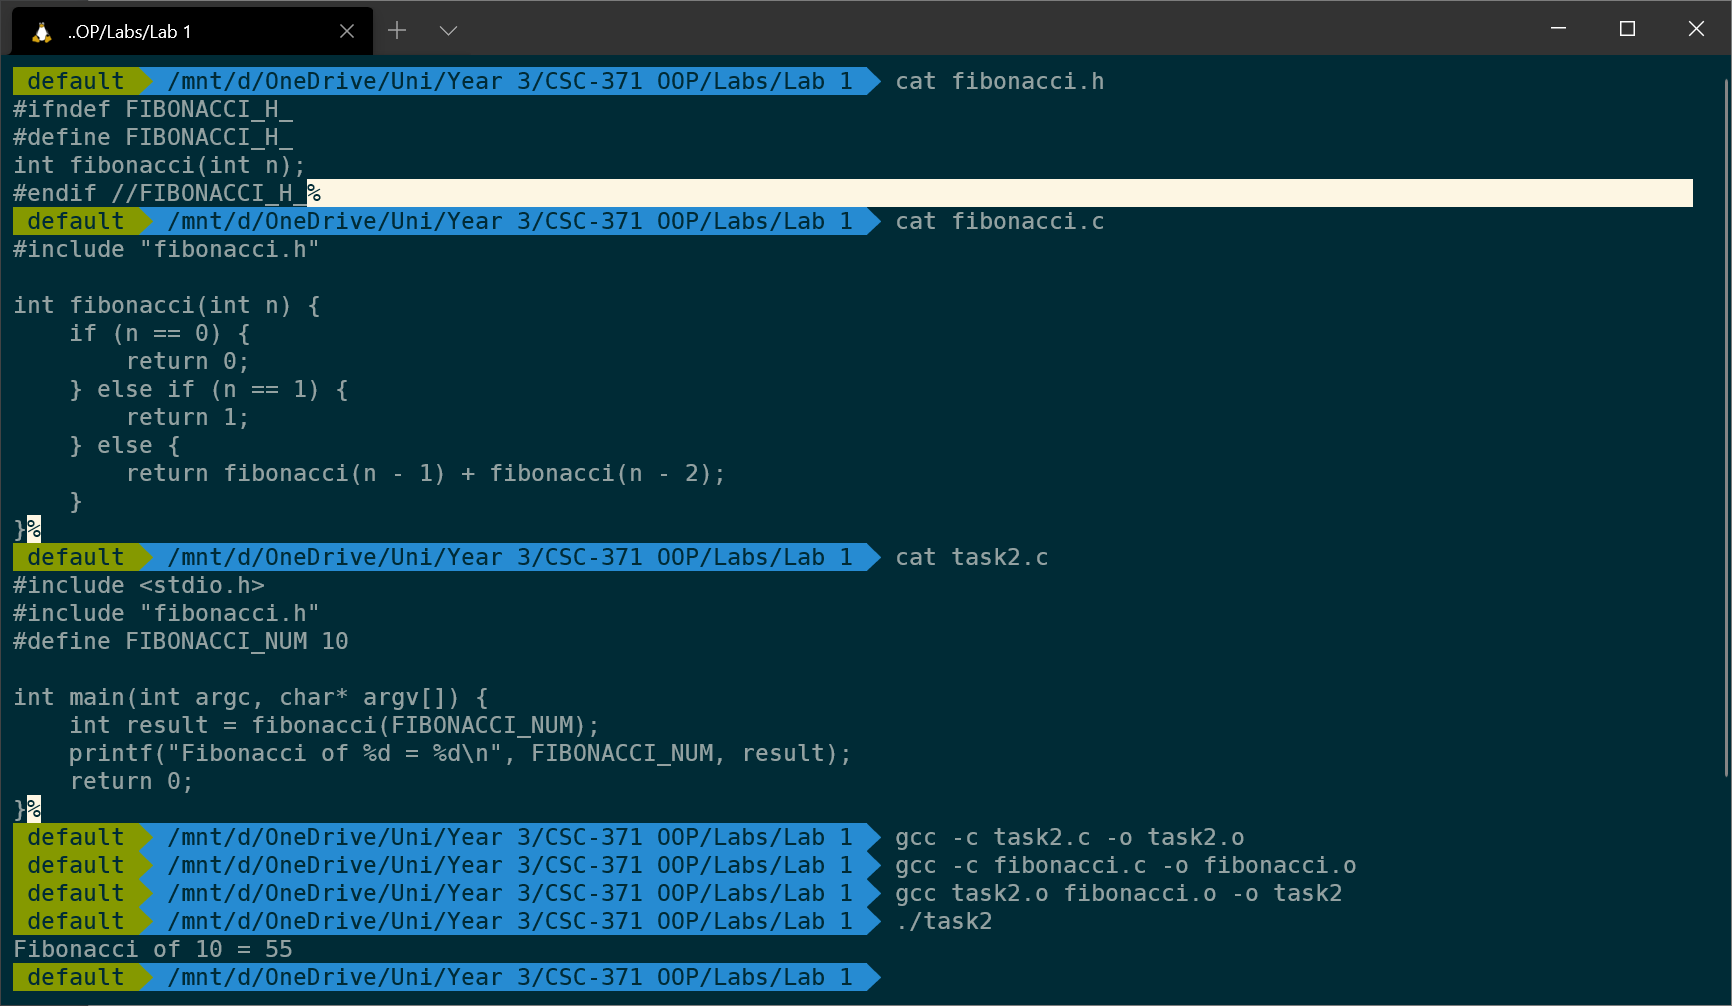 ..OP/Labs/Lab 1
default /mnt/d/OneDrive/Uni/Year 3/CSC-371 OOP/Labs/Lab 1 cat fibonacci.h
#ifndef FIBONACCI_H_
#define FIBONACCI_H_
int fibonacci(int n);
#endif //FIBONACCI_H_%
default /mnt/d/OneDrive/Uni/Year 3/CSC-371 OOP/Labs/Lab 1 cat fibonacci.c
#include "fibonacci.h"

int fibonacci(int n) {
    if (n == 0) {
        return 0;
    } else if (n == 1) {
        return 1;
    } else {
        return fibonacci(n - 1) + fibonacci(n - 2);
    }
}%
default /mnt/d/OneDrive/Uni/Year 3/CSC-371 OOP/Labs/Lab 1 cat task2.c
#include <stdio.h>
#include "fibonacci.h"
#define FIBONACCI_NUM 10

int main(int argc, char* argv[]) {
    int result = fibonacci(FIBONACCI_NUM);
    printf("Fibonacci of %d = %d\n", FIBONACCI_NUM, result);
    return 0;
}%
default /mnt/d/OneDrive/Uni/Year 3/CSC-371 OOP/Labs/Lab 1 gcc -c task2.c -o task2.o
default /mnt/d/OneDrive/Uni/Year 3/CSC-371 OOP/Labs/Lab 1 gcc -c fibonacci.c -o fibonacci.o
default /mnt/d/OneDrive/Uni/Year 3/CSC-371 OOP/Labs/Lab 1 gcc task2.o fibonacci.o -o task2
default /mnt/d/OneDrive/Uni/Year 3/CSC-371 OOP/Labs/Lab 1 ./task2
Fibonacci of 10 = 55
default /mnt/d/OneDrive/Uni/Year 3/CSC-371 OOP/Labs/Lab 1